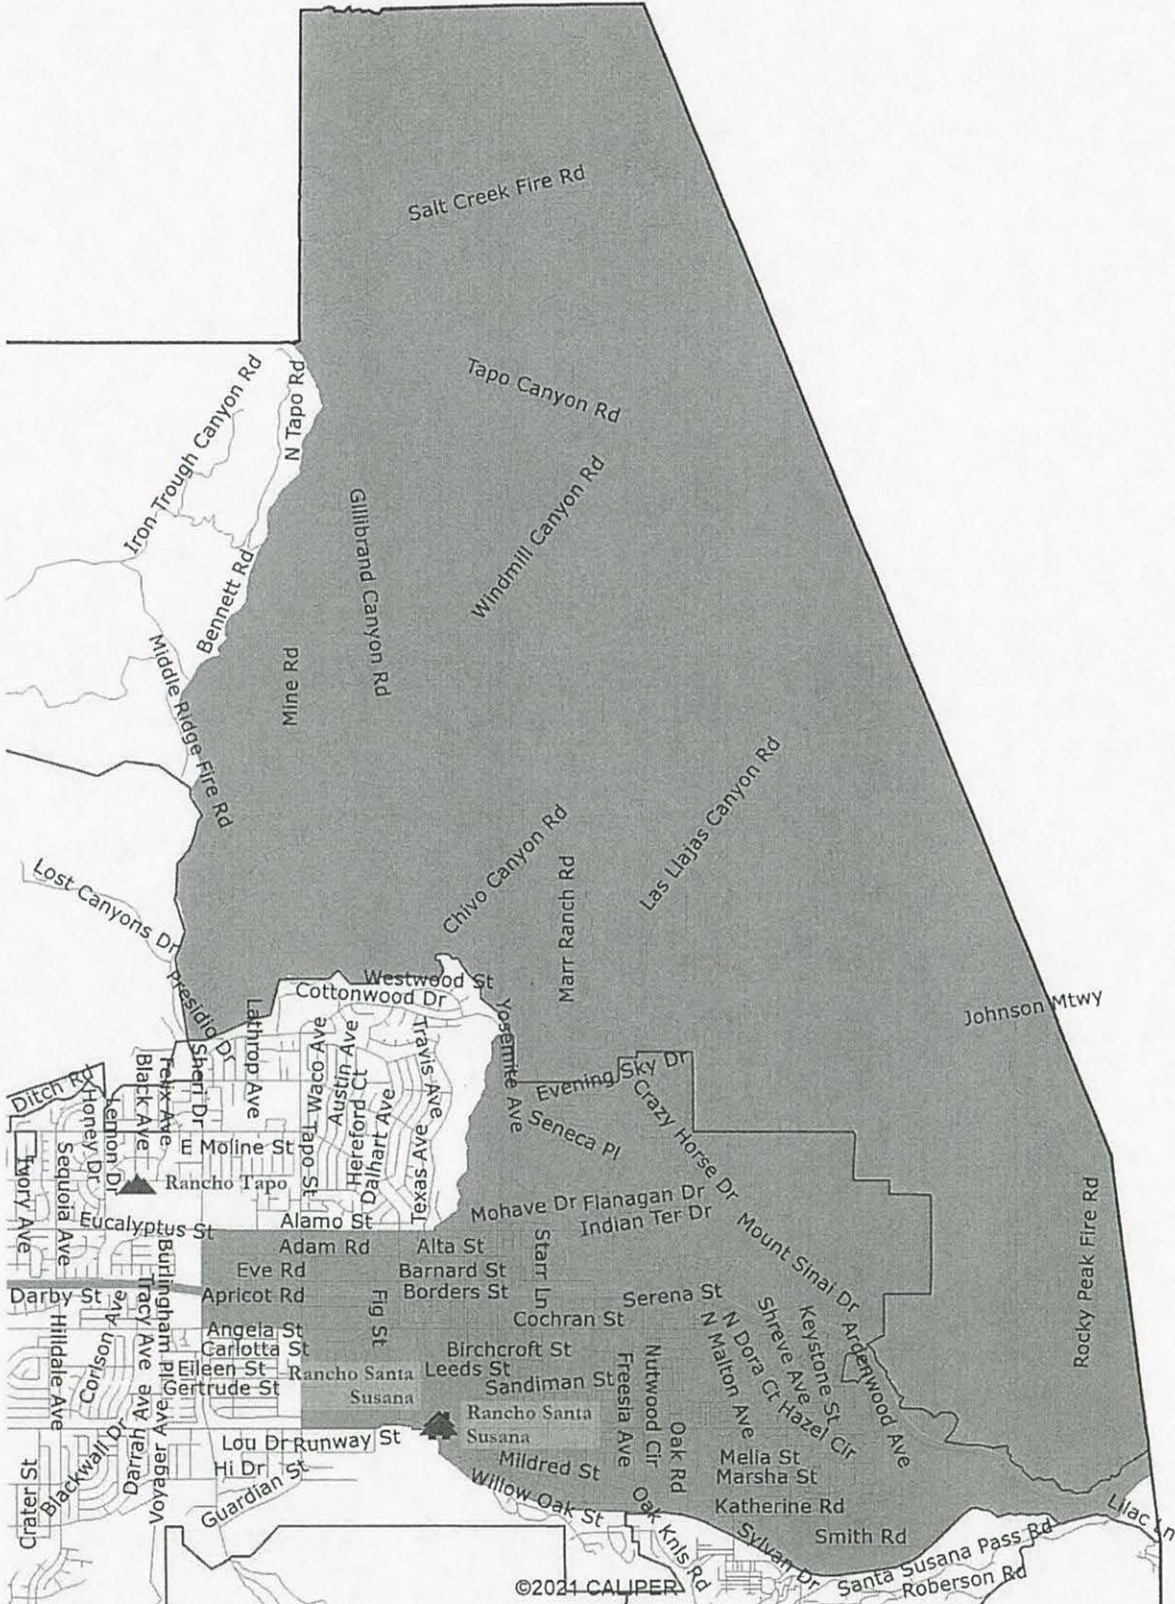 Salt Creek Fire Rd
Tapo Canyon Rd
Iron-Trough Canyon Rd
N Tapo Rd
Windmill Canyon Rd
Gillibrand Canyon Rd
Bennett Rd
Mine Rd
Middle Ridge Fire Rd
Las Llajas Canyon Rd
Chivo Canyon Rd
Marr Ranch Rd
Lost Canyons Dr
Westwood St
Cottonwood Dr
Presidio Dr
Lathrop Ave
Yosemite Ave
Johnson Mtwy
Waco Ave
Austin Ave
Travis Ave
Sheri Dr
Felix Ave
Black Ave
Ditch Rd
Honey Dr
Lemon Dr
Evening Sky Dr
Crazy Horse Dr
Hereford Ct
Dalhart Ave
Texas Ave
Tapo St
Seneca Pl
E Moline St
Ivory Ave
Sequoia Ave
Rancho Tapo
Mohave Dr
Flanagan Dr
Indian Ter Dr
Eucalyptus St
Alamo St
Mount Sinai Dr
Rocky Peak Fire Rd
Adam Rd
Alta St
Starr Ln
Eve Rd
Barnard St
Darby St
Apricot Rd
Borders St
Serena St
Fig St
Cochran St
Angela St
Carlotta St
Birchcroft St
Eileen St
Rancho Santa
Susana
Leeds St
Gertrude St
Sandiman St
Hilldale Ave
Corlson Ave
Tracy Ave
Burlingham Pl
Darrah Ave
Voyager Ave
Freesia Ave
Nutwood Cir
N Malton Ave
N Dora Ct
Shreve Ave
Keystone St
Ardenwood Ave
Hazel Cir
Rancho Santa
Susana
Lou Dr
Runway St
Hi Dr
Guardian St
Blackwall Dr
Crater St
Mildred St
Oak Rd
Melia St
Marsha St
Willow Oak St
Katherine Rd
Oak Knls Rd
Sylvan Dr
Smith Rd
Lilac Ln
Santa Susana Pass Rd
Roberson Rd
©2021 CALIPER